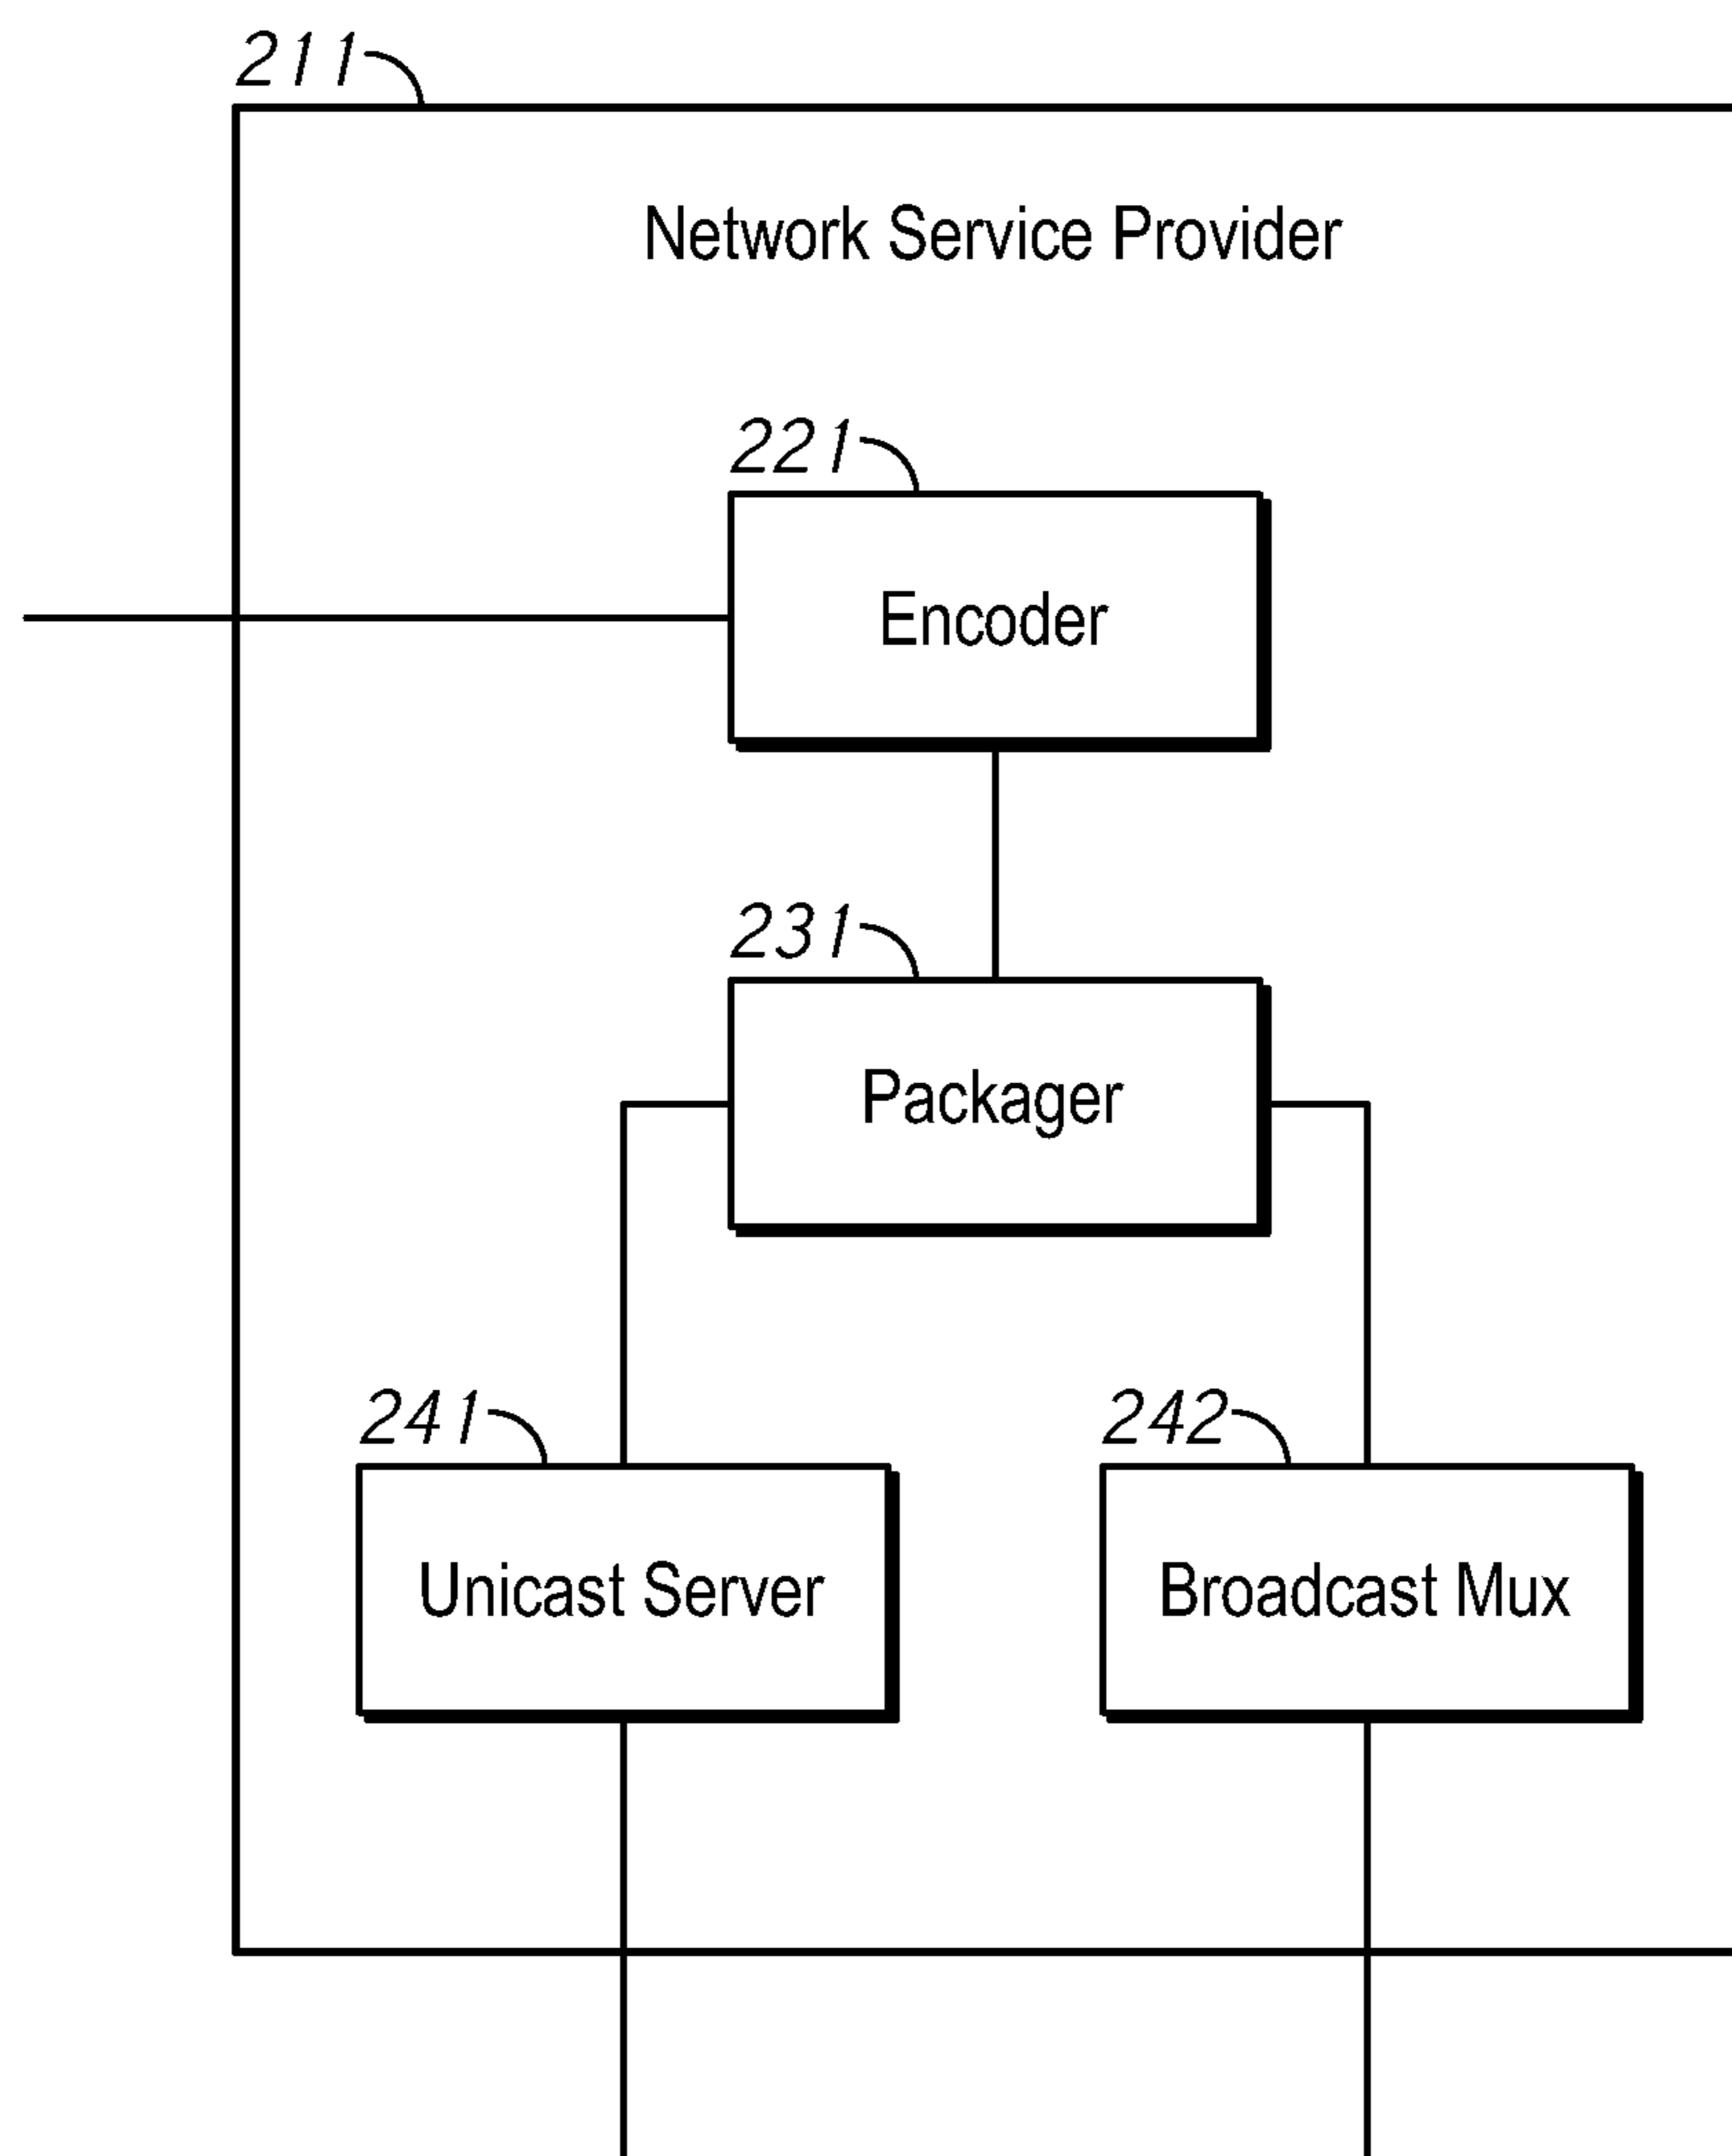 211
Network Service Provider
221
Encoder
231
Packager
241
242
Unicast Server
Broadcast Mux